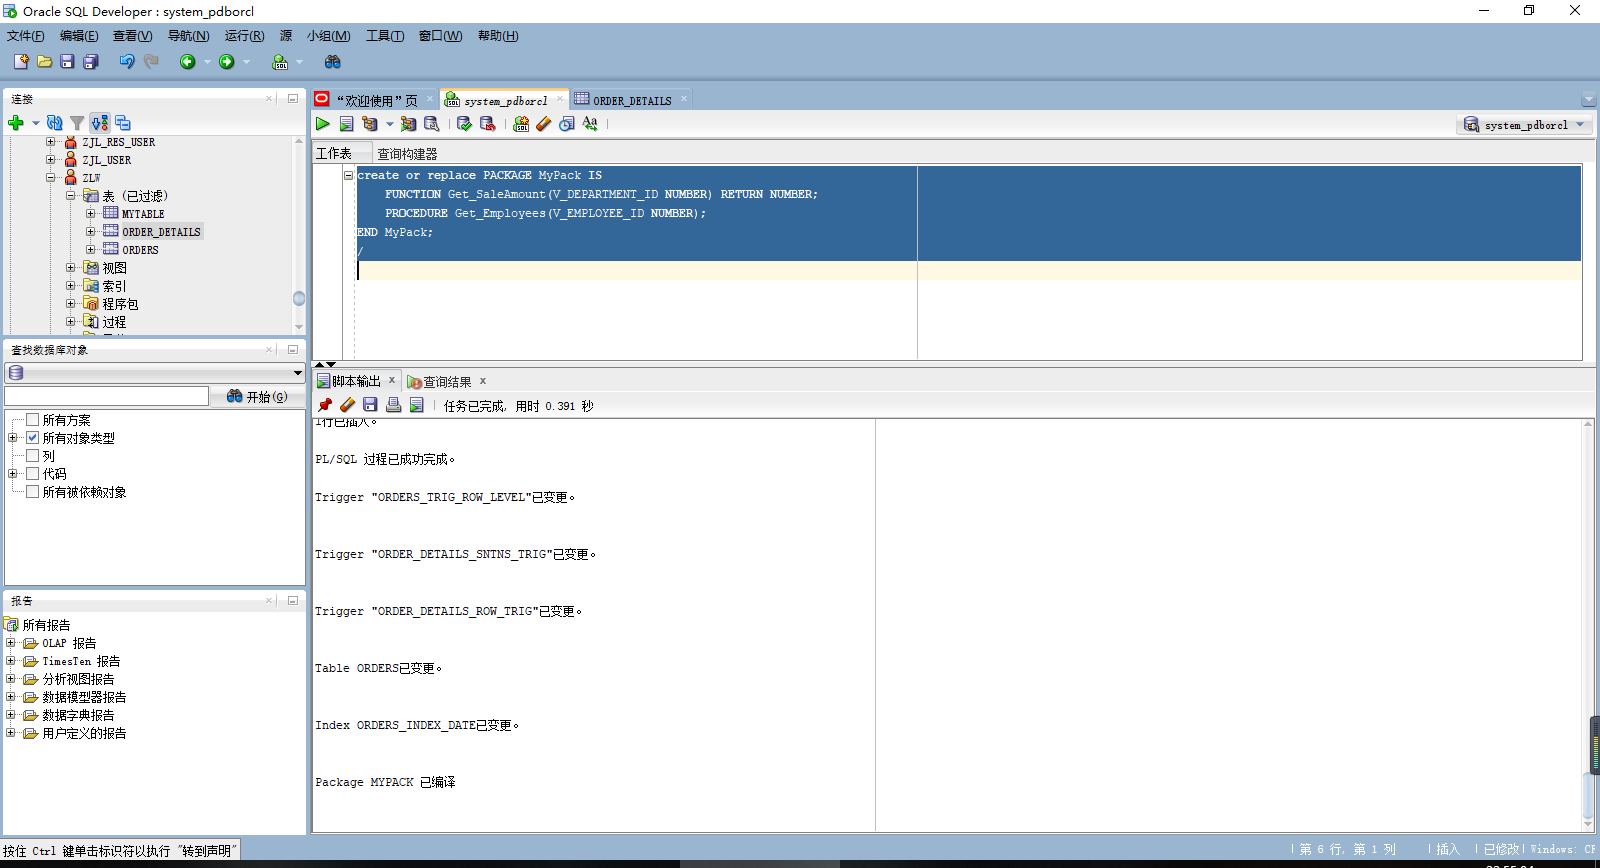 Oracle SQL Developer : system_pdborcl
文件(F) 编辑(E) 查看(V) 导航(N) 运行(R) 源 小组(M) 工具(T) 窗口(W) 帮助(H)
连接
ZJL_RES_USER
ZJL_USER
ZLW
表 (已过滤)
MYTABLE
ORDER_DETAILS
ORDERS
视图
索引
程序包
过程
查找数据库对象
开始(G)
所有方案
所有对象类型
列
代码
所有被依赖对象
报告
所有报告
OLAP 报告
TimesTen 报告
分析视图报告
数据模型器报告
数据字典报告
用户定义的报告
“欢迎使用”页 system_pdborcl ORDER_DETAILS
system_pdborcl
工作表 查询构建器
create or replace PACKAGE MyPack IS
FUNCTION Get_SaleAmount(V_DEPARTMENT_ID NUMBER) RETURN NUMBER;
PROCEDURE Get_Employees(V_EMPLOYEE_ID NUMBER);
END MyPack;
/
脚本输出 x 查询结果 x
任务已完成, 用时 0.391 秒
1行已插入。
PL/SQL 过程已成功完成。
Trigger "ORDERS_TRIG_ROW_LEVEL"已变更。
Trigger "ORDER_DETAILS_SNTNS_TRIG"已变更。
Trigger "ORDER_DETAILS_ROW_TRIG"已变更。
Table ORDERS已变更。
Index ORDERS_INDEX_DATE已变更。
Package MYPACK 已编译
按住 Ctrl 键单击标识符以执行 "转到声明"
第 6 行, 第 1 列 插入 已修改 Windows: CR